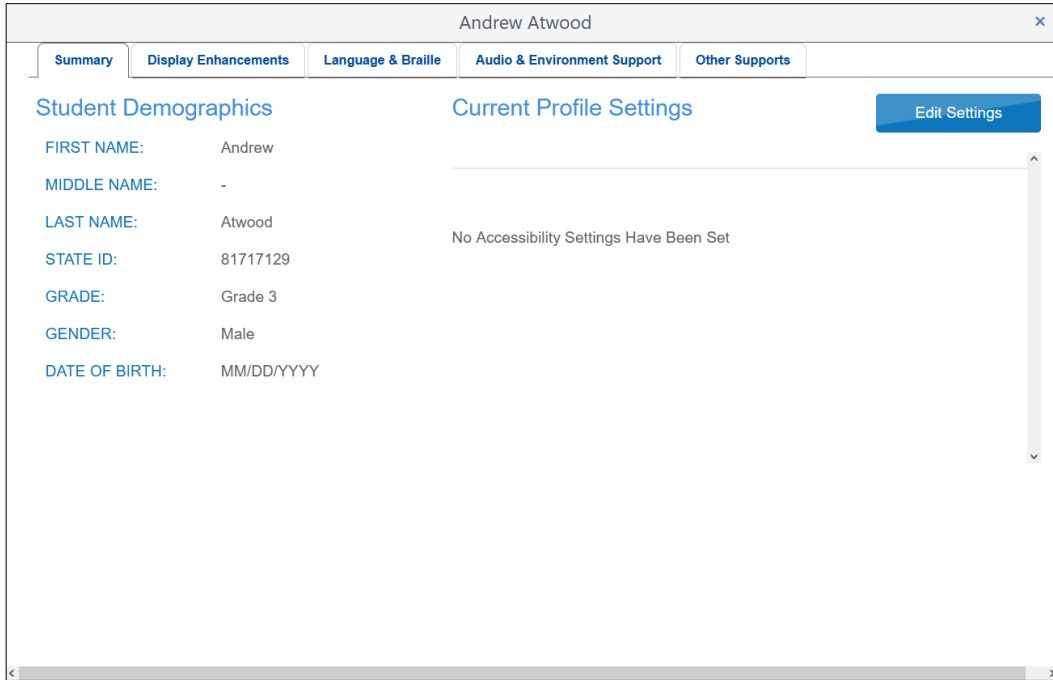 Andrew Atwood ×
Summary Display Enhancements Language & Braille Audio & Environment Support Other Supports
Student Demographics
FIRST NAME: Andrew
MIDDLE NAME: -
LAST NAME: Atwood
STATE ID: 81717129
GRADE: Grade 3
GENDER: Male
DATE OF BIRTH: MM/DD/YYYY
Current Profile Settings
Edit Settings
No Accessibility Settings Have Been Set